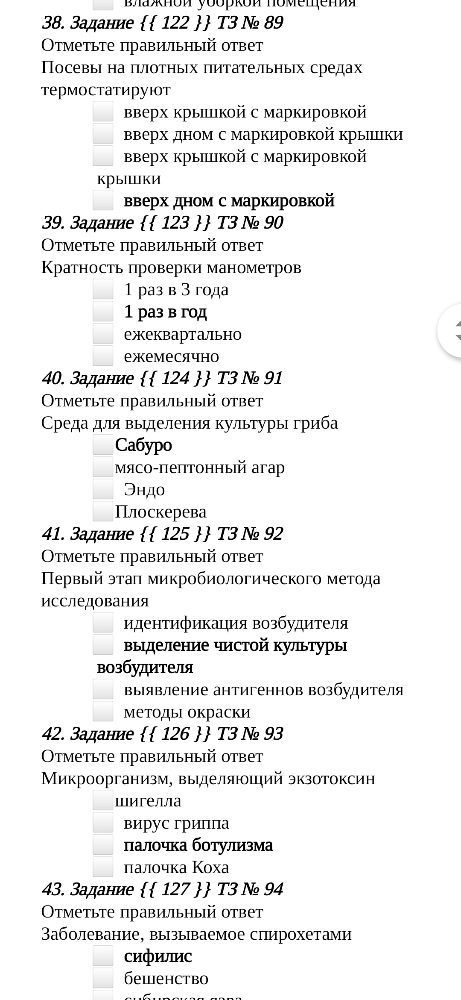 влажной уборкой помещения
38. Задание {{ 122 }} ТЗ № 89
Отметьте правильный ответ
Посевы на плотных питательных средах
термостатируют
вверх крышкой с маркировкой
вверх дном с маркировкой крышки
вверх крышкой с маркировкой
крышки
вверх дном с маркировкой
39. Задание {{ 123 }} ТЗ № 90
Отметьте правильный ответ
Кратность проверки манометров
1 раз в 3 года
1 раз в год
ежеквартально
ежемесячно
40. Задание {{ 124 }} ТЗ № 91
Отметьте правильный ответ
Среда для выделения культуры гриба
Сабуро
мясо-пептонный агар
Эндо
Плоскерева
41. Задание {{ 125 }} ТЗ № 92
Отметьте правильный ответ
Первый этап микробиологического метода
исследования
идентификация возбудителя
выделение чистой культуры
возбудителя
выявление антигеннов возбудителя
методы окраски
42. Задание {{ 126 }} ТЗ № 93
Отметьте правильный ответ
Микроорганизм, выделяющий экзотоксин
шигелла
вирус гриппа
палочка ботулизма
палочка Коха
43. Задание {{ 127 }} ТЗ № 94
Отметьте правильный ответ
Заболевание, вызываемое спирохетами
сифилис
бешенство
сибирская язва